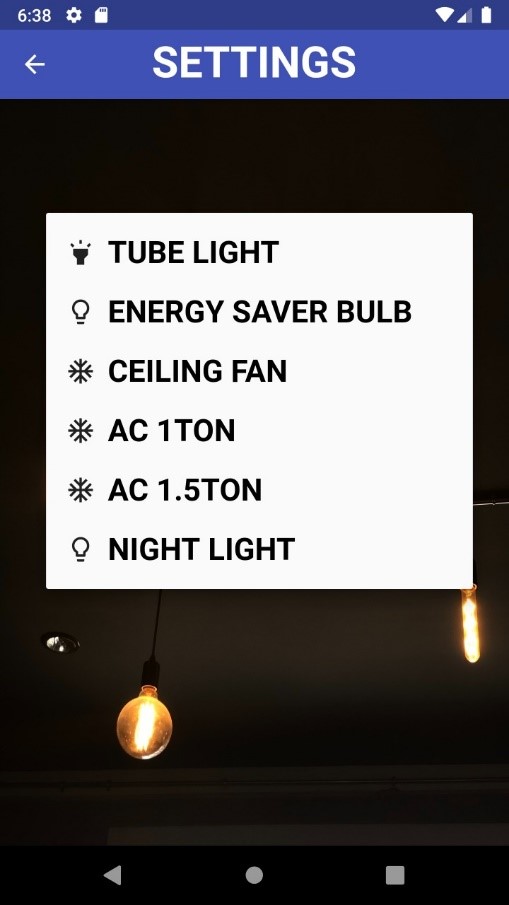 6:38
SETTINGS
TUBE LIGHT
ENERGY SAVER BULB
CEILING FAN
AC 1TON
AC 1.5TON
NIGHT LIGHT